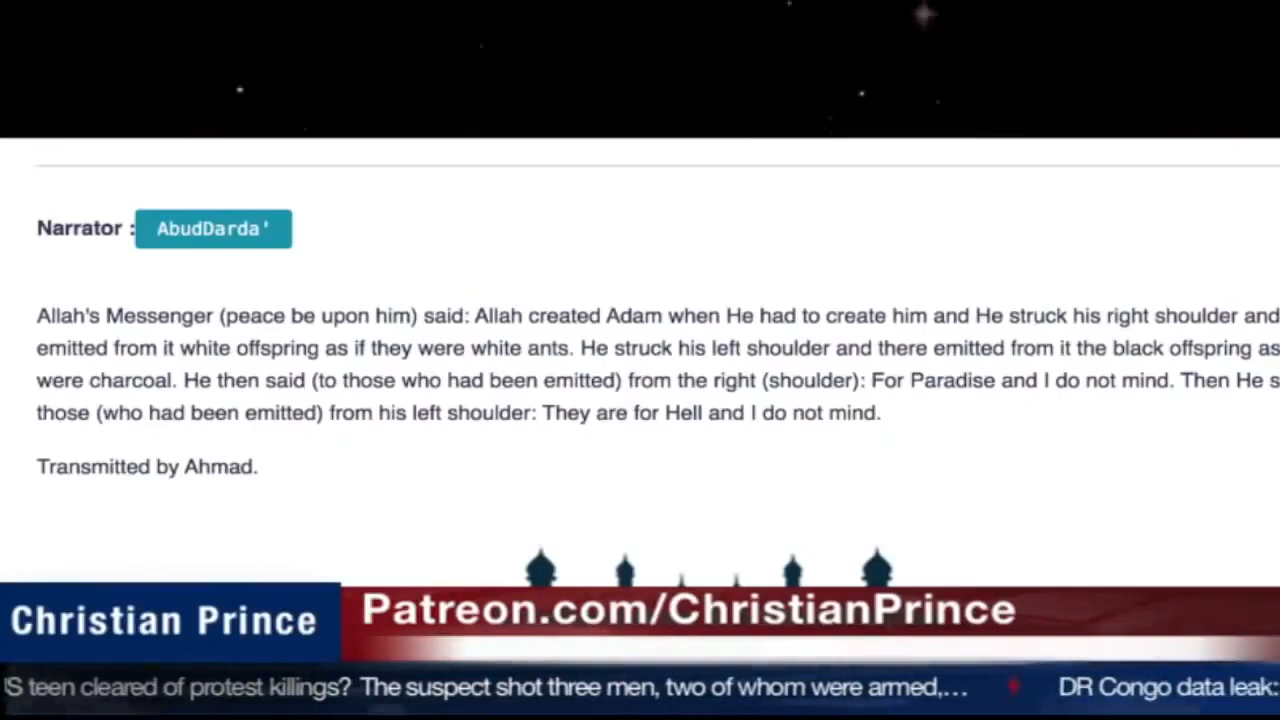 Narrator : AbudDarda'
Allah's Messenger (peace be upon him) said: Allah created Adam when He had to create him and He struck his right shoulder and
emitted from it white offspring as if they were white ants. He struck his left shoulder and there emitted from it the black offspring as
were charcoal. He then said (to those who had been emitted) from the right (shoulder): For Paradise and I do not mind. Then He s
those (who had been emitted) from his left shoulder: They are for Hell and I do not mind.
Transmitted by Ahmad.
Christian Prince
Patreon.com/ChristianPrince
'S teen cleared of protest killings? The suspect shot three men, two of whom were armed,... DR Congo data leak: